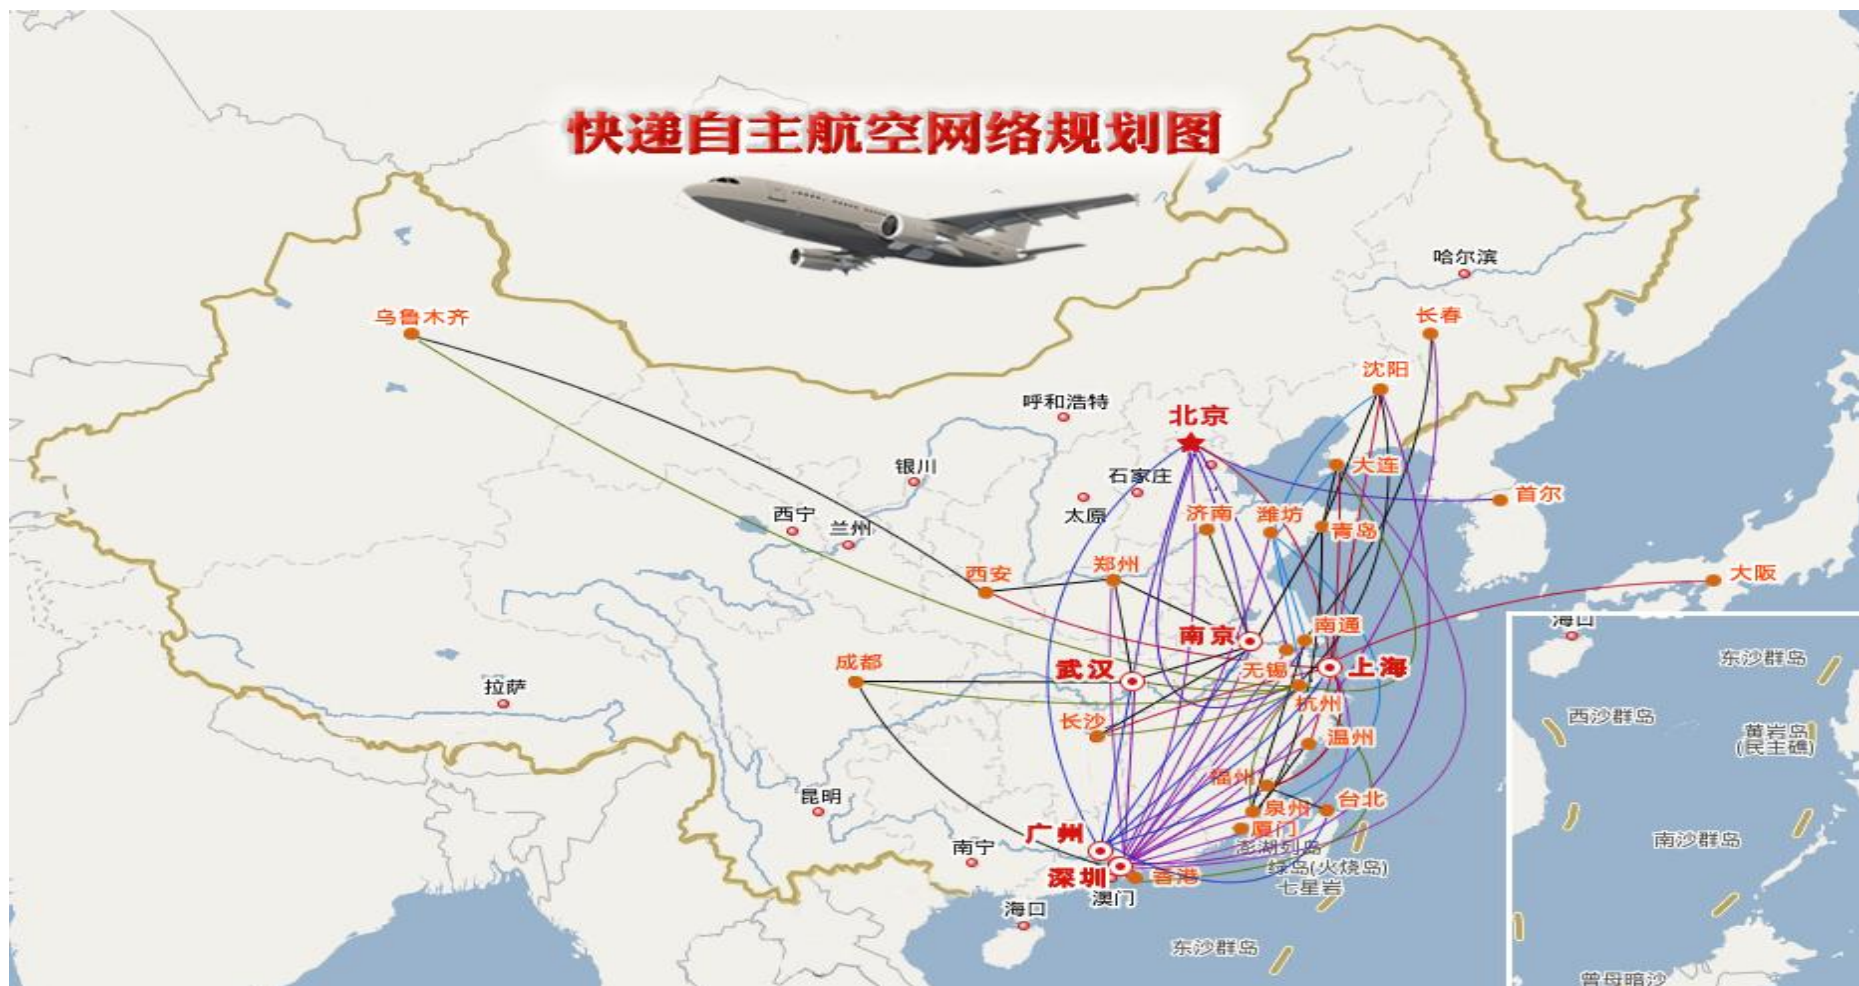 快递自主航空网络规划图
哈尔滨
乌鲁木齐
长春
沈阳
呼和浩特
北京
银川
石家庄
大连
首尔
西宁
兰州
太原
济南
潍坊
青岛
西安
郑州
大阪
海口
南京
南通
成都
武汉
无锡
上海
东沙群岛
拉萨
长沙
杭州
西沙群岛
温州
黄岩岛
(民主礁)
昆明
福州
泉州
台北
广州
厦门
南宁
澎湖列岛
南沙群岛
深圳
香港
绿岛(火烧岛)
澳门
七星岩
海口
东沙群岛
曾母暗沙